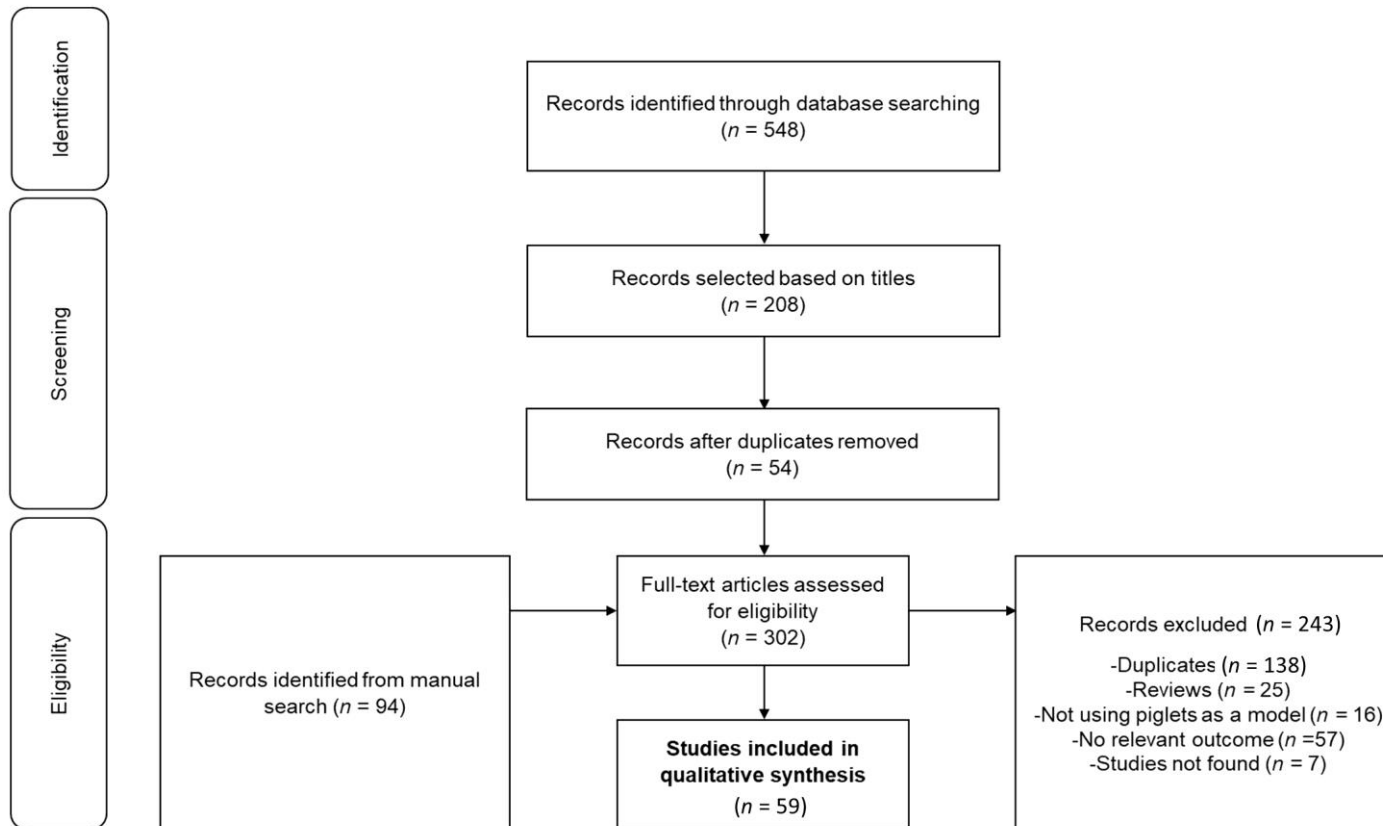 Identification
Records identified through database searching
(n = 548)
Screening
Records selected based on titles
(n = 208)
Records after duplicates removed
(n = 54)
Eligibility
Records identified from manual
search (n = 94)
Full-text articles assessed
for eligibility
(n = 302)
Studies included in
qualitative synthesis
(n = 59)
Records excluded (n = 243)
-Duplicates (n = 138)
-Reviews (n = 25)
-Not using piglets as a model (n = 16)
-No relevant outcome (n =57)
-Studies not found (n = 7)